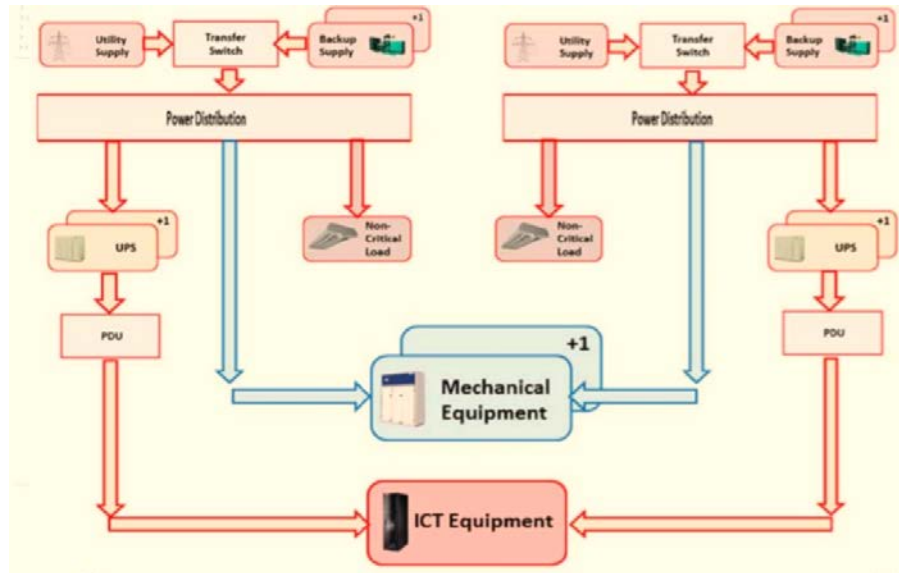 +1
+1
Utility
Supply
Transfer
Switch
Backup
Supply
Utility
Supply
Transfer
Switch
Backup
Supply
Power Distribution
Power Distribution
+1
UPS
Non-
Critical
Load
Non-
Critical
Load
+1
UPS
PDU
PDU
+1
Mechanical
Equipment
ICT Equipment